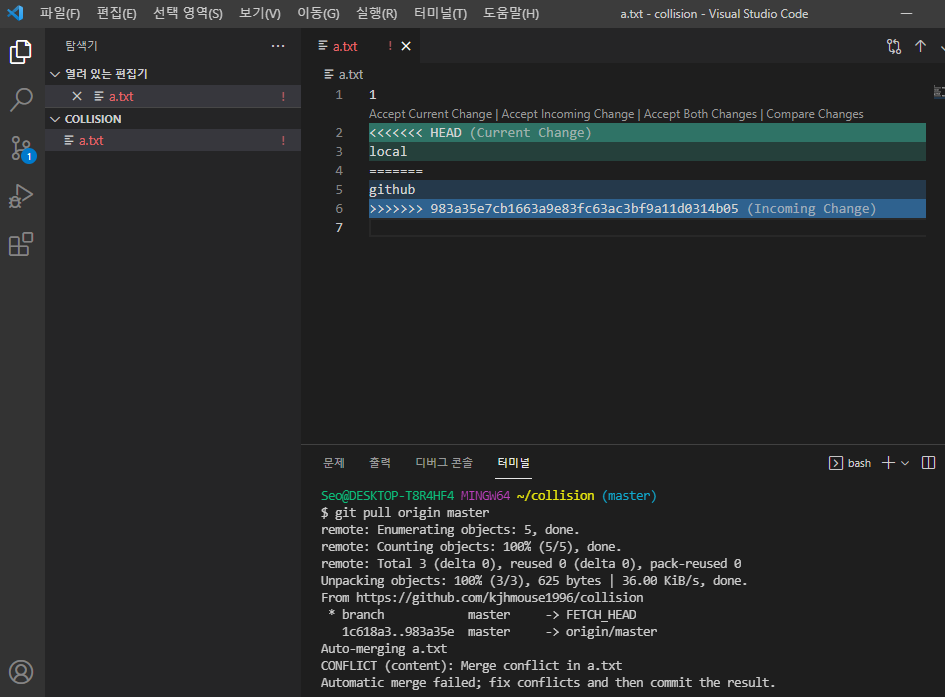 파일(F) 편집(E) 선택 영역(S) 보기(V) 이동(G) 실행(R) 터미널(T) 도움말(H) a.txt - collision - Visual Studio Code
탐색기
열려 있는 편집기
a.txt !
COLLISION
a.txt !
1
a.txt !
a.txt
1 1
Accept Current Change | Accept Incoming Change | Accept Both Changes | Compare Changes
2 <<<<<<< HEAD (Current Change)
3 local
4 =======
5 github
6 >>>>>>> 983a35e7cb1663a9e83fc63ac3bf9a11d0314b05 (Incoming Change)
7
문제 출력 디버그 콘솔 터미널 bash
Seo@DESKTOP-T8R4HF4 MINGW64 ~/collision (master)
$ git pull origin master
remote: Enumerating objects: 5, done.
remote: Counting objects: 100% (5/5), done.
remote: Total 3 (delta 0), reused 0 (delta 0), pack-reused 0
Unpacking objects: 100% (3/3), 625 bytes | 36.00 KiB/s, done.
From https://github.com/kjhmouse1996/collision
* branch master -> FETCH_HEAD
1c618a3..983a35e master -> origin/master
Auto-merging a.txt
CONFLICT (content): Merge conflict in a.txt
Automatic merge failed; fix conflicts and then commit the result.